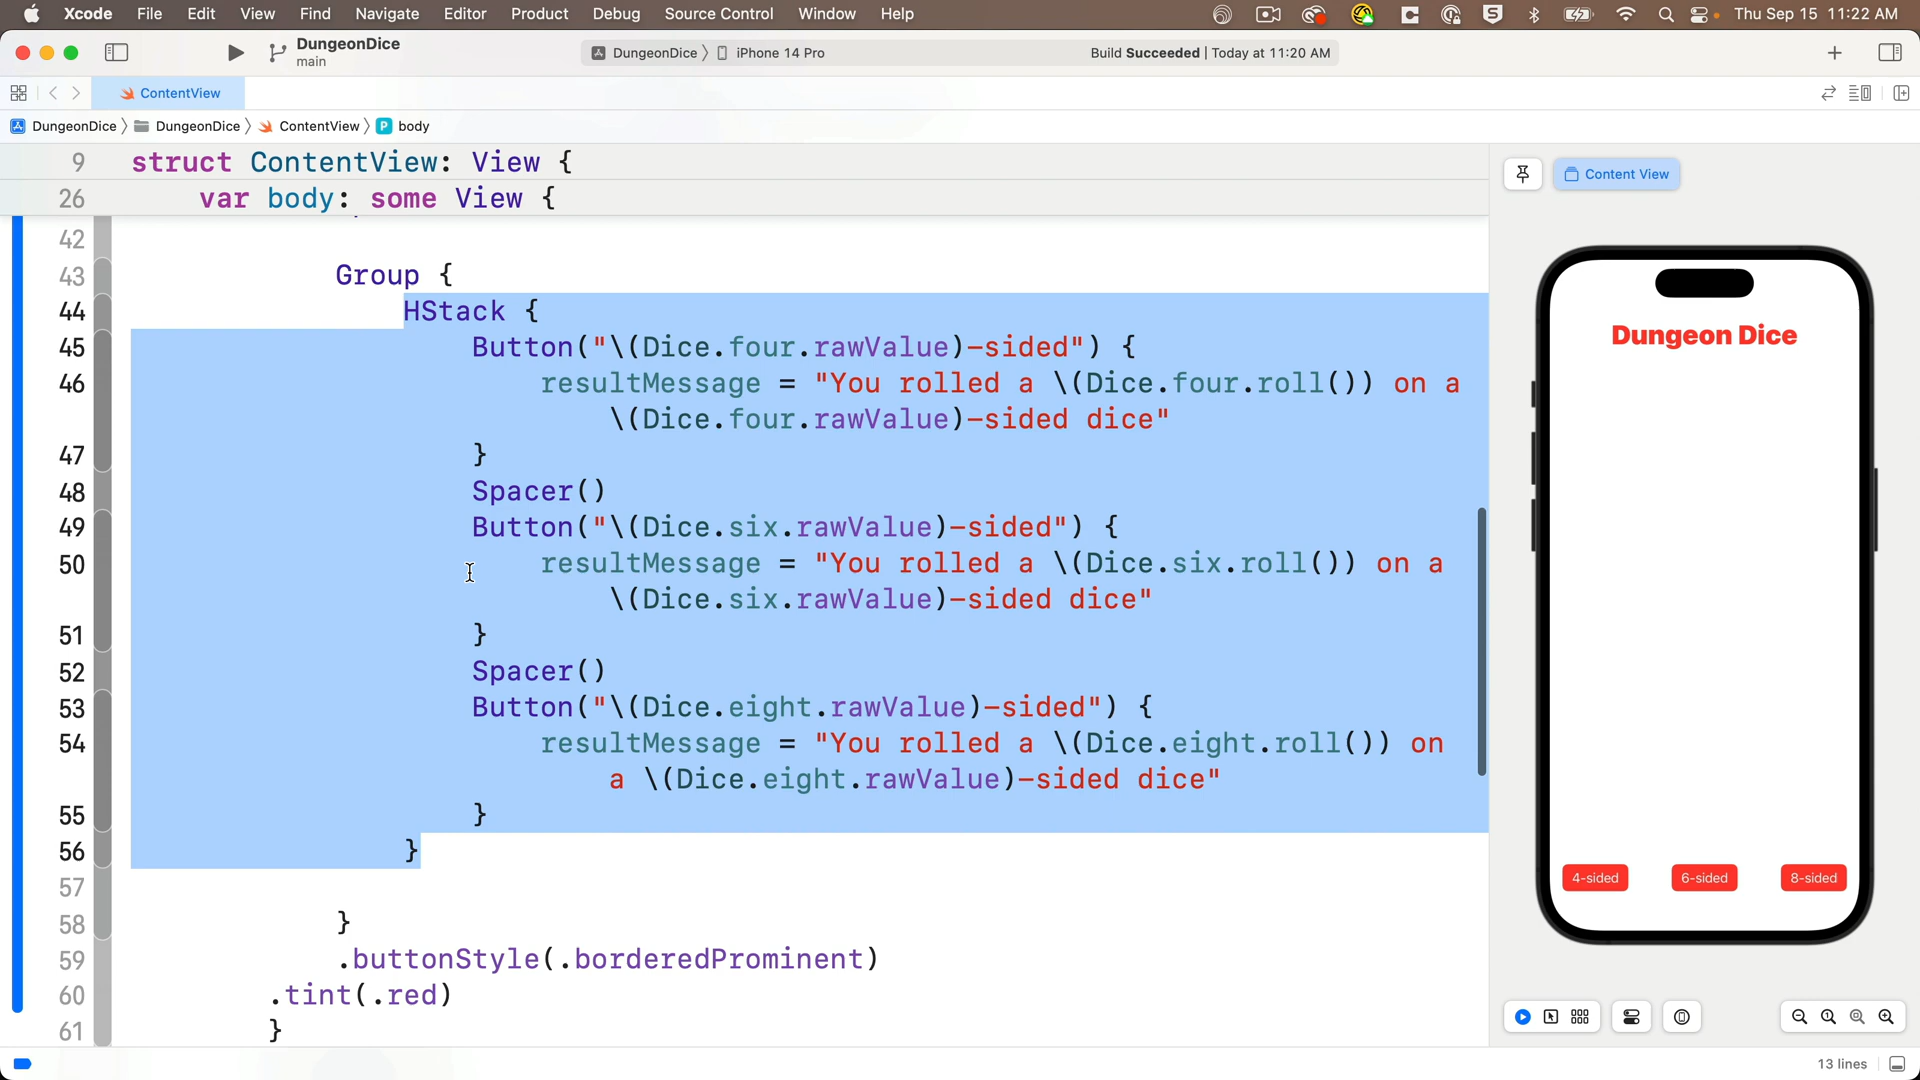 Xcode File Edit View Find Navigate Editor Product Debug Source Control Window Help Thu Sep 15 11:22 AM
DungeonDice
main
DungeonDice iPhone 14 Pro Build Succeeded | Today at 11:20 AM
ContentView
DungeonDice DungeonDice ContentView P body
9 struct ContentView: View {
26 var body: some View {
42
43 Group {
44 HStack {
45 Button("\(Dice.four.rawValue)-sided") {
46 resultMessage = "You rolled a \(Dice.four.roll()) on a
\(Dice.four.rawValue)-sided dice"
47 }
48 Spacer()
49 Button("\(Dice.six.rawValue)-sided") {
50 resultMessage = "You rolled a \(Dice.six.roll()) on a
\(Dice.six.rawValue)-sided dice"
51 }
52 Spacer()
53 Button("\(Dice.eight.rawValue)-sided") {
54 resultMessage = "You rolled a \(Dice.eight.roll()) on
a \(Dice.eight.rawValue)-sided dice"
55 }
56 }
57
58 }
59 .buttonStyle(.borderedProminent)
60 .tint(.red)
61 }
Content View
Dungeon Dice
4-sided 6-sided 8-sided
13 lines